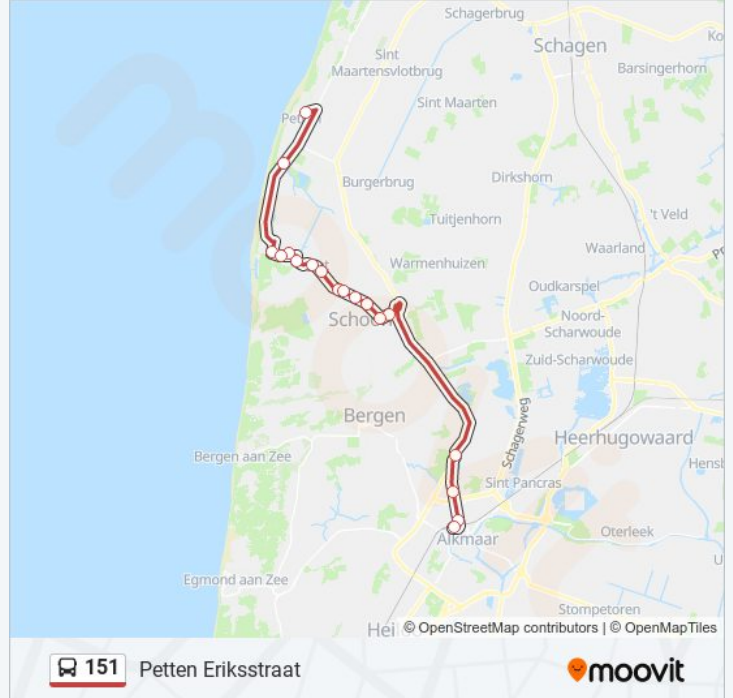 Schagerbrug
Schagen
Ko
Sint
Maartensvlotbrug
Barsingerhorn
Sint Maarten
Pet
Dirkshorn
Burgerbrug
't Veld
Tuitjenhorn
Waarland
Pr
Warmenhuizen
Oudkarspel
Noord-
Scharwoude
Schoorl
Zuid-Scharwoude
Bergen
Schagerweg
Heerhugowaard
Bergen aan Zee
Hensb
Sint Pancras
Oterleek
U
Alkmaar
Egmond aan Zee
Stompetoren
Hei
© OpenStreetMap contributors | © OpenMapTiles
151 Petten Eriksstraat
moovit